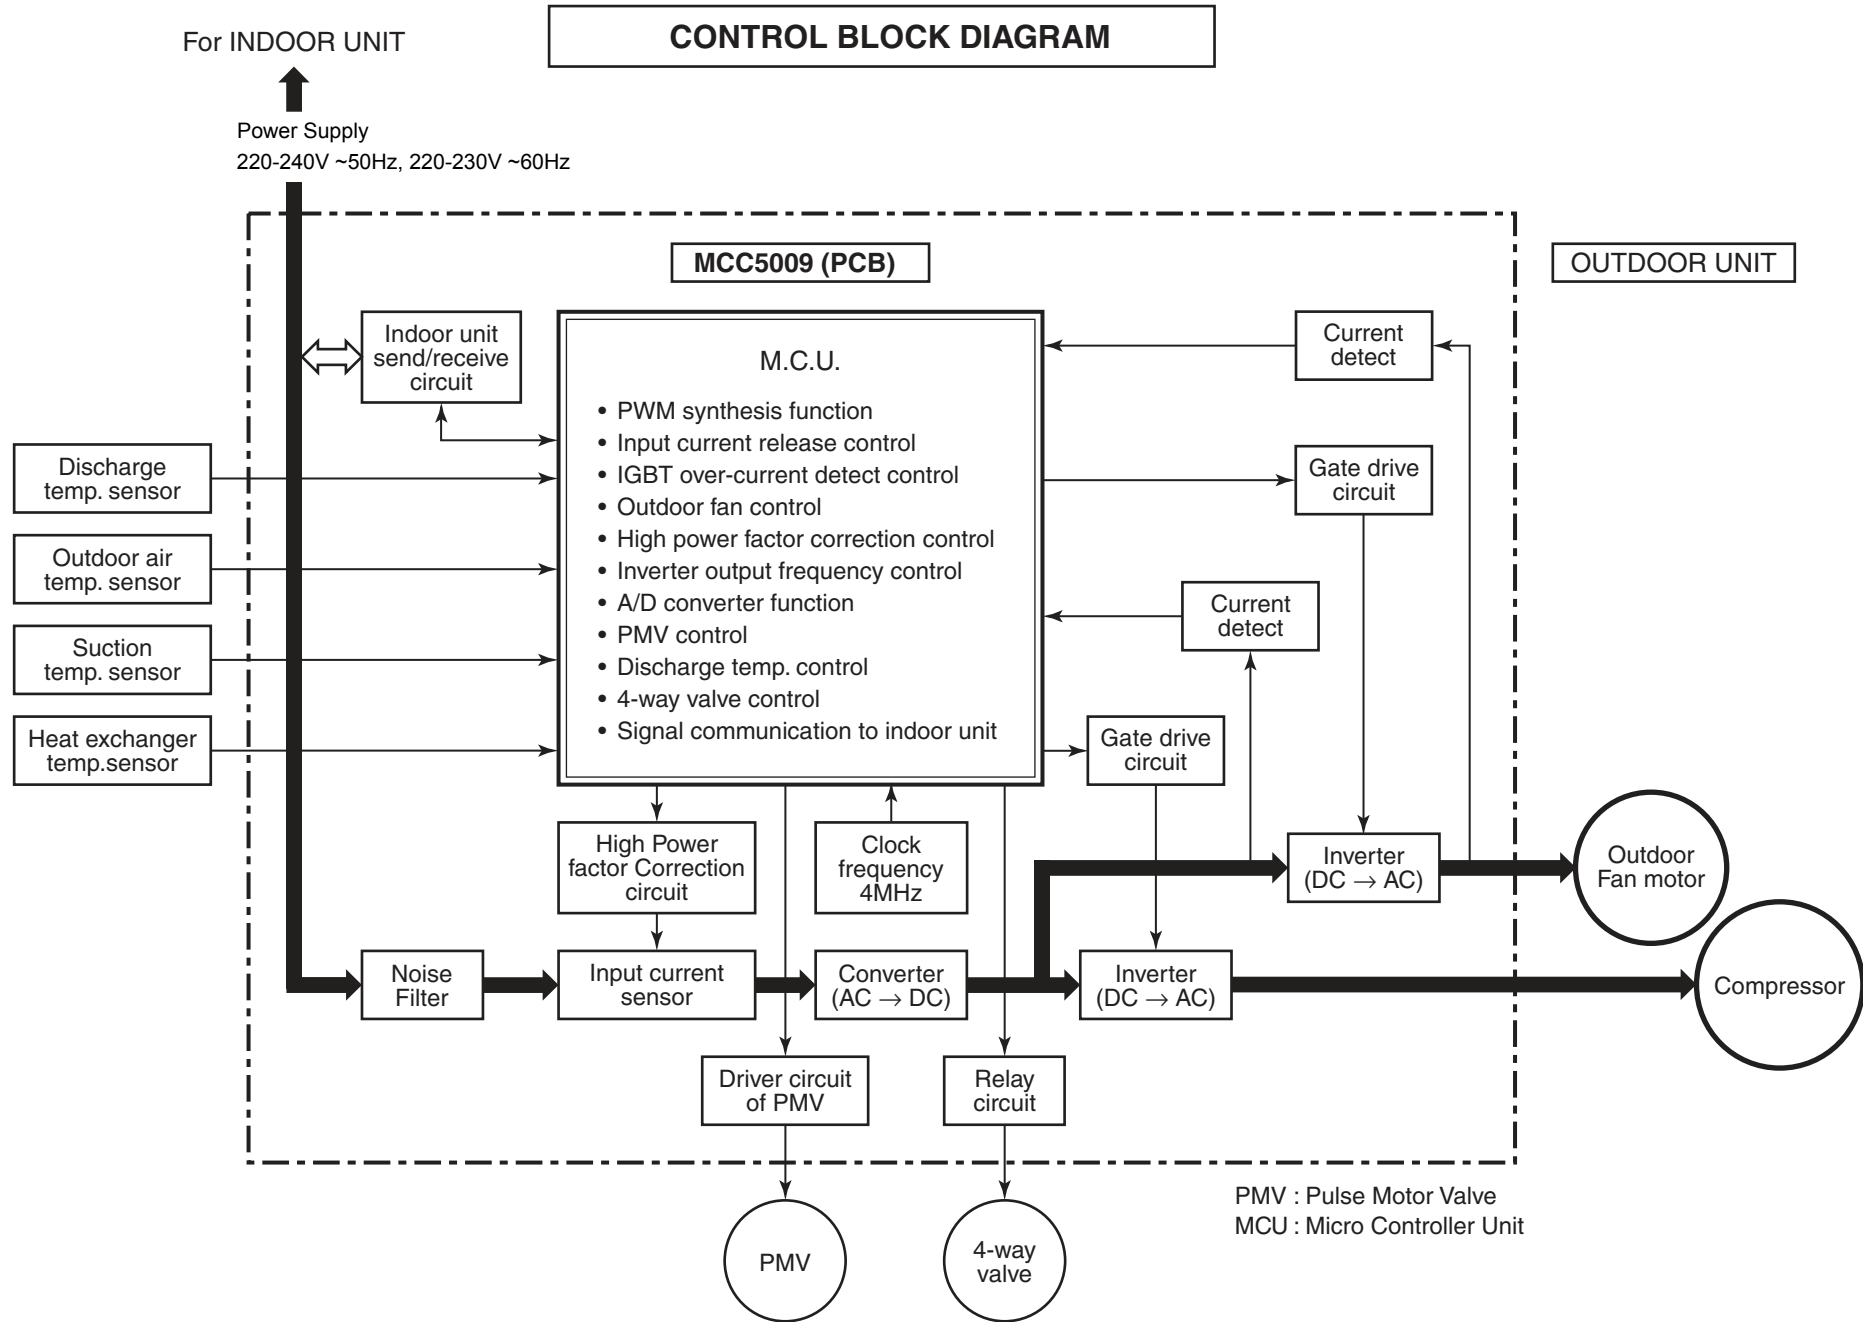 CONTROL BLOCK DIAGRAM
For INDOOR UNIT
Power Supply
220-240V ~50Hz, 220-230V ~60Hz
MCC5009 (PCB)
OUTDOOR UNIT
Indoor unit
send/receive
circuit
M.C.U.
• PWM synthesis function
• Input current release control
• IGBT over-current detect control
• Outdoor fan control
• High power factor correction control
• Inverter output frequency control
• A/D converter function
• PMV control
• Discharge temp. control
• 4-way valve control
• Signal communication to indoor unit
Current
detect
Gate drive
circuit
Current
detect
Gate drive
circuit
Discharge
temp. sensor
Outdoor air
temp. sensor
Suction
temp. sensor
Heat exchanger
temp.sensor
High Power
factor Correction
circuit
Clock
frequency
4MHz
Inverter
(DC → AC)
Outdoor
Fan motor
Noise
Filter
Input current
sensor
Converter
(AC → DC)
Inverter
(DC → AC)
Compressor
Driver circuit
of PMV
Relay
circuit
PMV
4-way
valve
PMV : Pulse Motor Valve
MCU : Micro Controller Unit